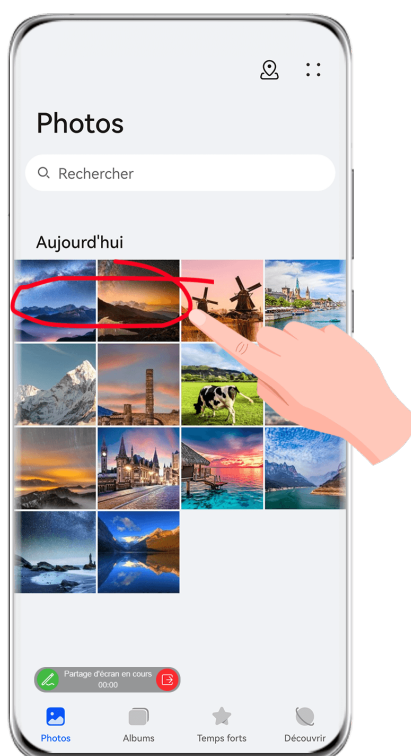 Photos
Rechercher
Aujourd'hui
Partage d'écran en cours
00:00
Photos
Albums
Temps forts
Découvrir